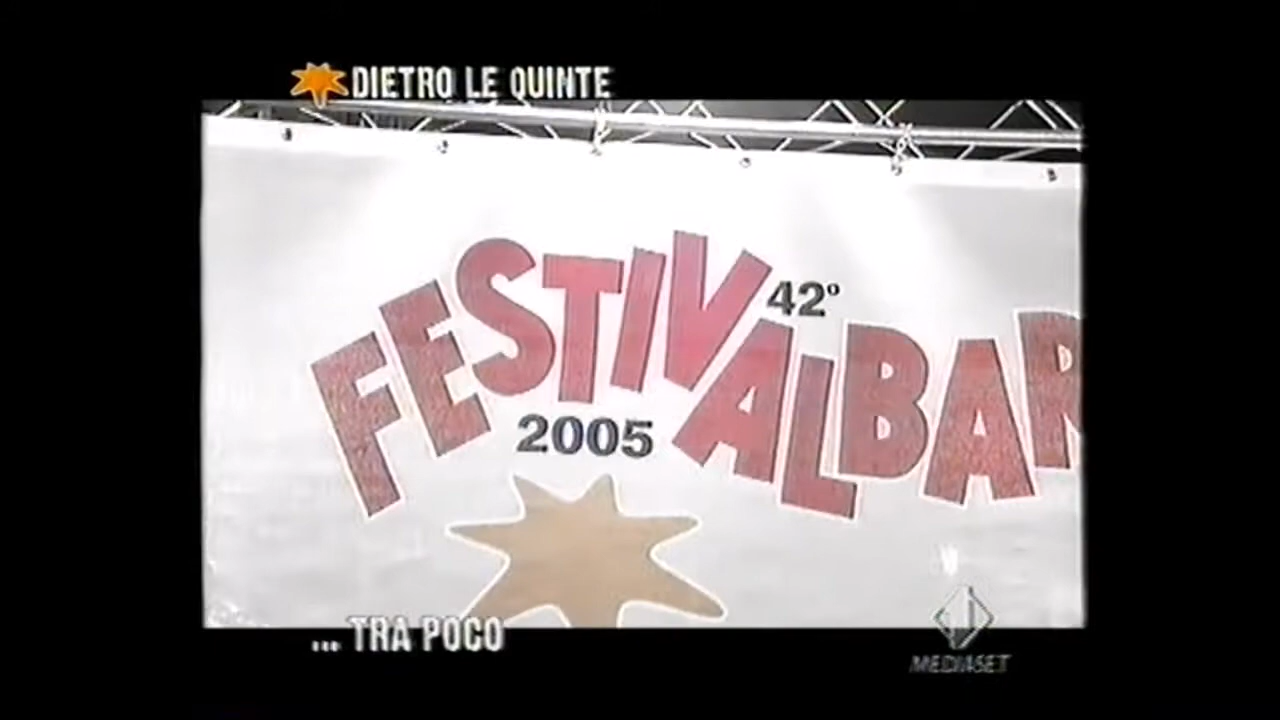 DIETRO LE QUINTE
FESTIVALBAR
42°
2005
... TRA POCO
MEDIASET